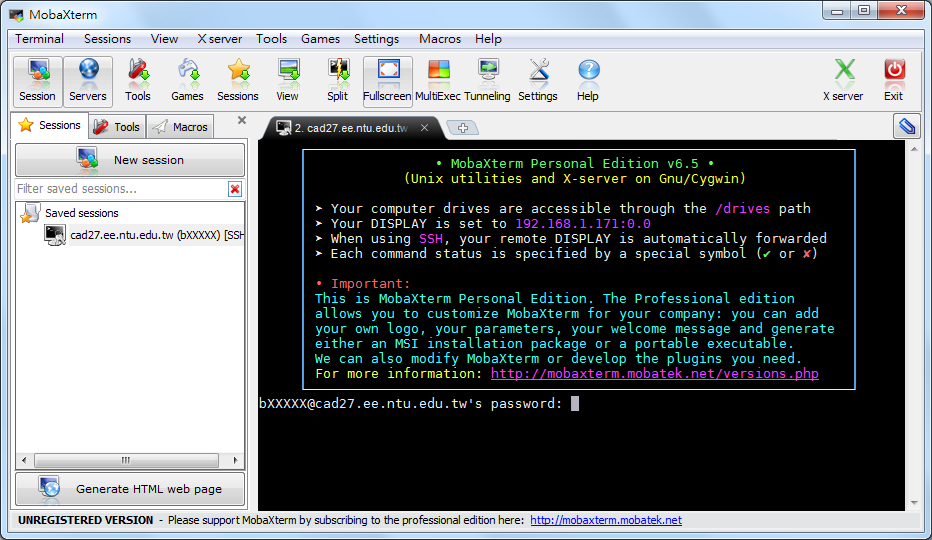 MobaXterm
Terminal Sessions View X server Tools Games Settings Macros Help
Session Servers Tools Games Sessions View Split Fullscreen MultiExec Tunneling Settings Help X server Exit
Sessions Tools Macros
2. cad27.ee.ntu.edu.tw
New session
Filter saved sessions...
Saved sessions
cad27.ee.ntu.edu.tw (bXXXXX) [SSH
Generate HTML web page
• MobaXterm Personal Edition v6.5 •
(Unix utilities and X-server on Gnu/Cygwin)
➤ Your computer drives are accessible through the /drives path
➤ Your DISPLAY is set to 192.168.1.171:0.0
➤ When using SSH, your remote DISPLAY is automatically forwarded
➤ Each command status is specified by a special symbol (✔ or ✘)
• Important:
This is MobaXterm Personal Edition. The Professional edition
allows you to customize MobaXterm for your company: you can add
your own logo, your parameters, your welcome message and generate
either an MSI installation package or a portable executable.
We can also modify MobaXterm or develop the plugins you need.
For more information: http://mobaxterm.mobatek.net/versions.php
bXXXXX@cad27.ee.ntu.edu.tw's password:
UNREGISTERED VERSION - Please support MobaXterm by subscribing to the professional edition here: http://mobaxterm.mobatek.net